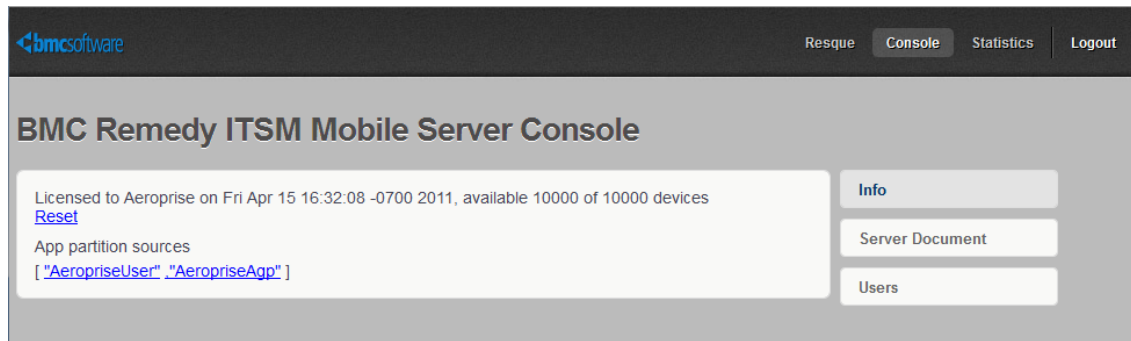 bmcsoftware
Resque Console Statistics Logout
BMC Remedy ITSM Mobile Server Console
Licensed to Aeroprise on Fri Apr 15 16:32:08 -0700 2011, available 10000 of 10000 devices
Reset
App partition sources
[ "AeropriseUser" ,"AeropriseAgp" ]
Info
Server Document
Users